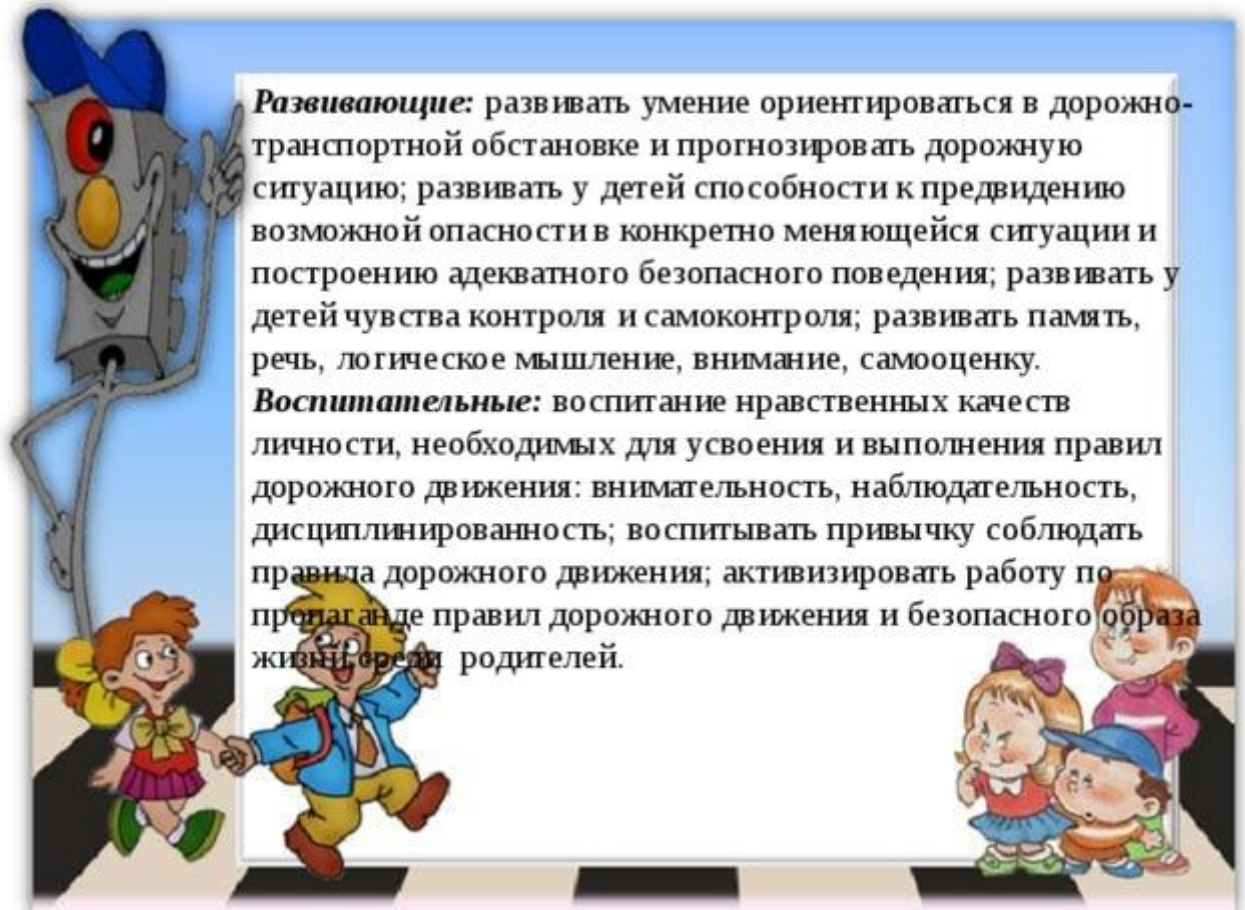 Развивающие: развивать умение ориентироваться в дорожно-
транспортной обстановке и прогнозировать дорожную
ситуацию; развивать у детей способности к предвидению
возможной опасности в конкретно меняющейся ситуации и
построению адекватного безопасного поведения; развивать у
детей чувства контроля и самоконтроля; развивать память,
речь, логическое мышление, внимание, самооценку.
Воспитательные: воспитание нравственных качеств
личности, необходимых для усвоения и выполнения правил
дорожного движения: внимательность, наблюдательность,
дисциплинированность; воспитывать привычку соблюдать
правила дорожного движения; активизировать работу по
пропаганде правил дорожного движения и безопасного образа
жизни среди родителей.